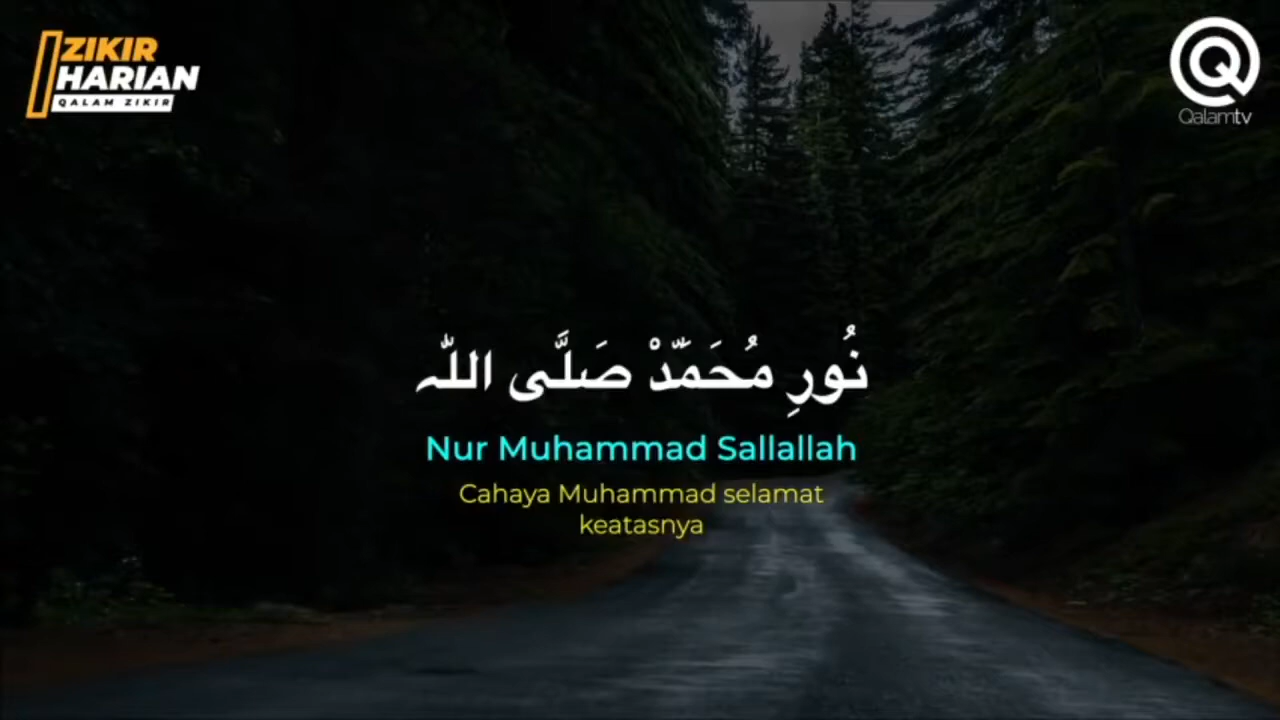 ZIKIR
HARIAN
QALAM ZIKIR
Qalamtv
نُورِ مُحَمَّدْ صَلَّى اللّٰه
Nur Muhammad Sallallah
Cahaya Muhammad selamat
keatasnya